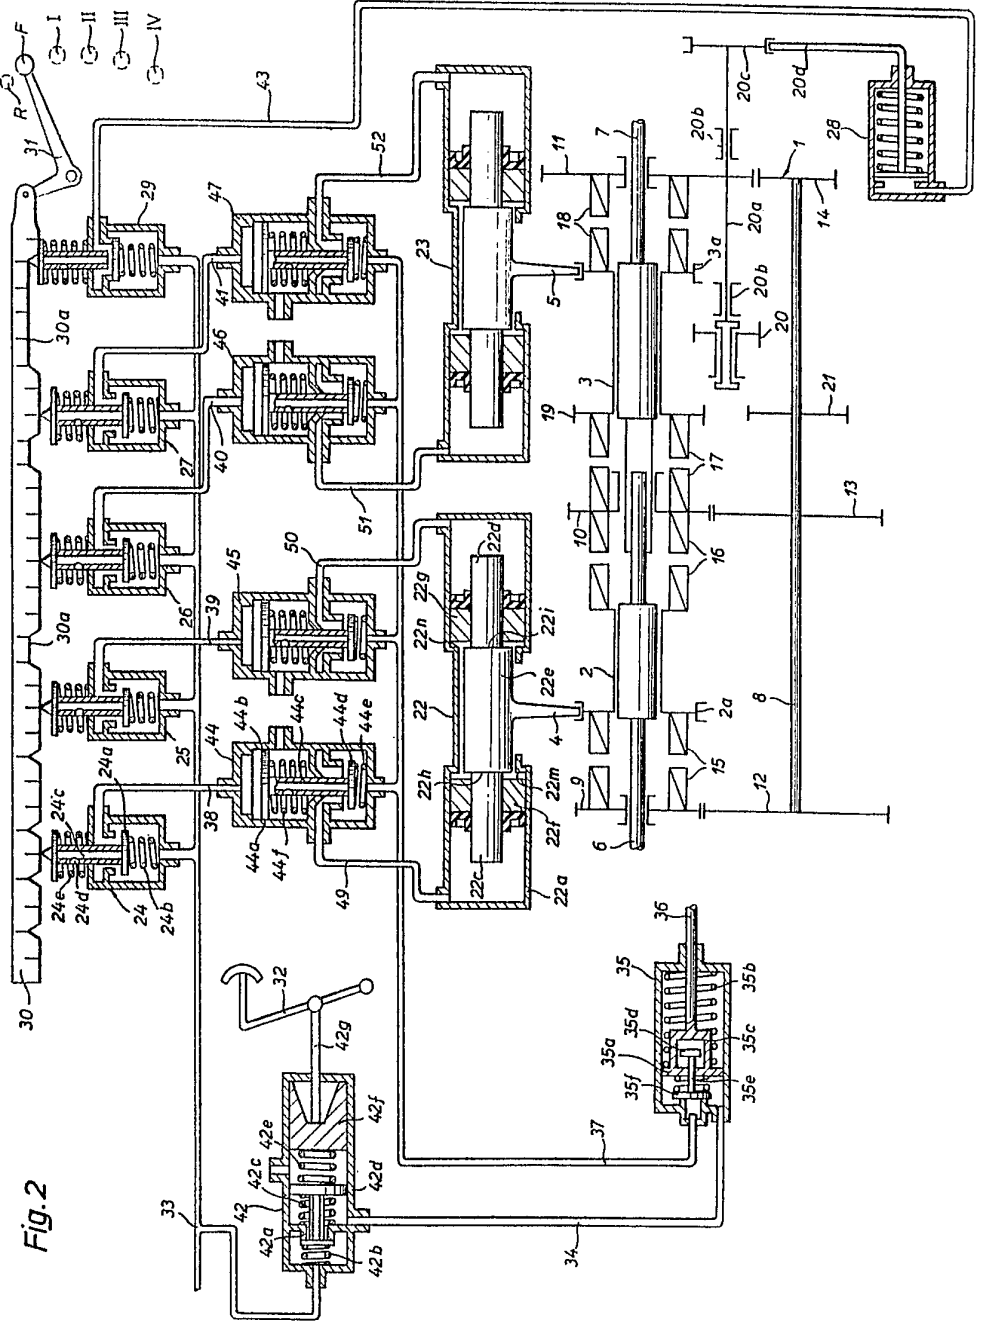 Fig. 2
F
R
I
II
III
IV
31
43
52
29
47
41
30a
46
40
27
51
26
30a
39
45
50
25
24a
24'c
24e
24d
24
24b
38
44
44b
44c
44d
44e
44a
44f
49
30
23
5
22d
22g
22n
22i
22
22e
4
22h
22m
22f
22c
22a
7
11
18
3
19
10
17
16
2
2a
15
9
6
12
8
13
21
20
20b
3a
20a
20b
20c
20d
1
14
28
32
42g
42f
42e
42c
42d
42
42a
42b
33
34
37
36
35
35b
35d
35c
35a
35e
35f